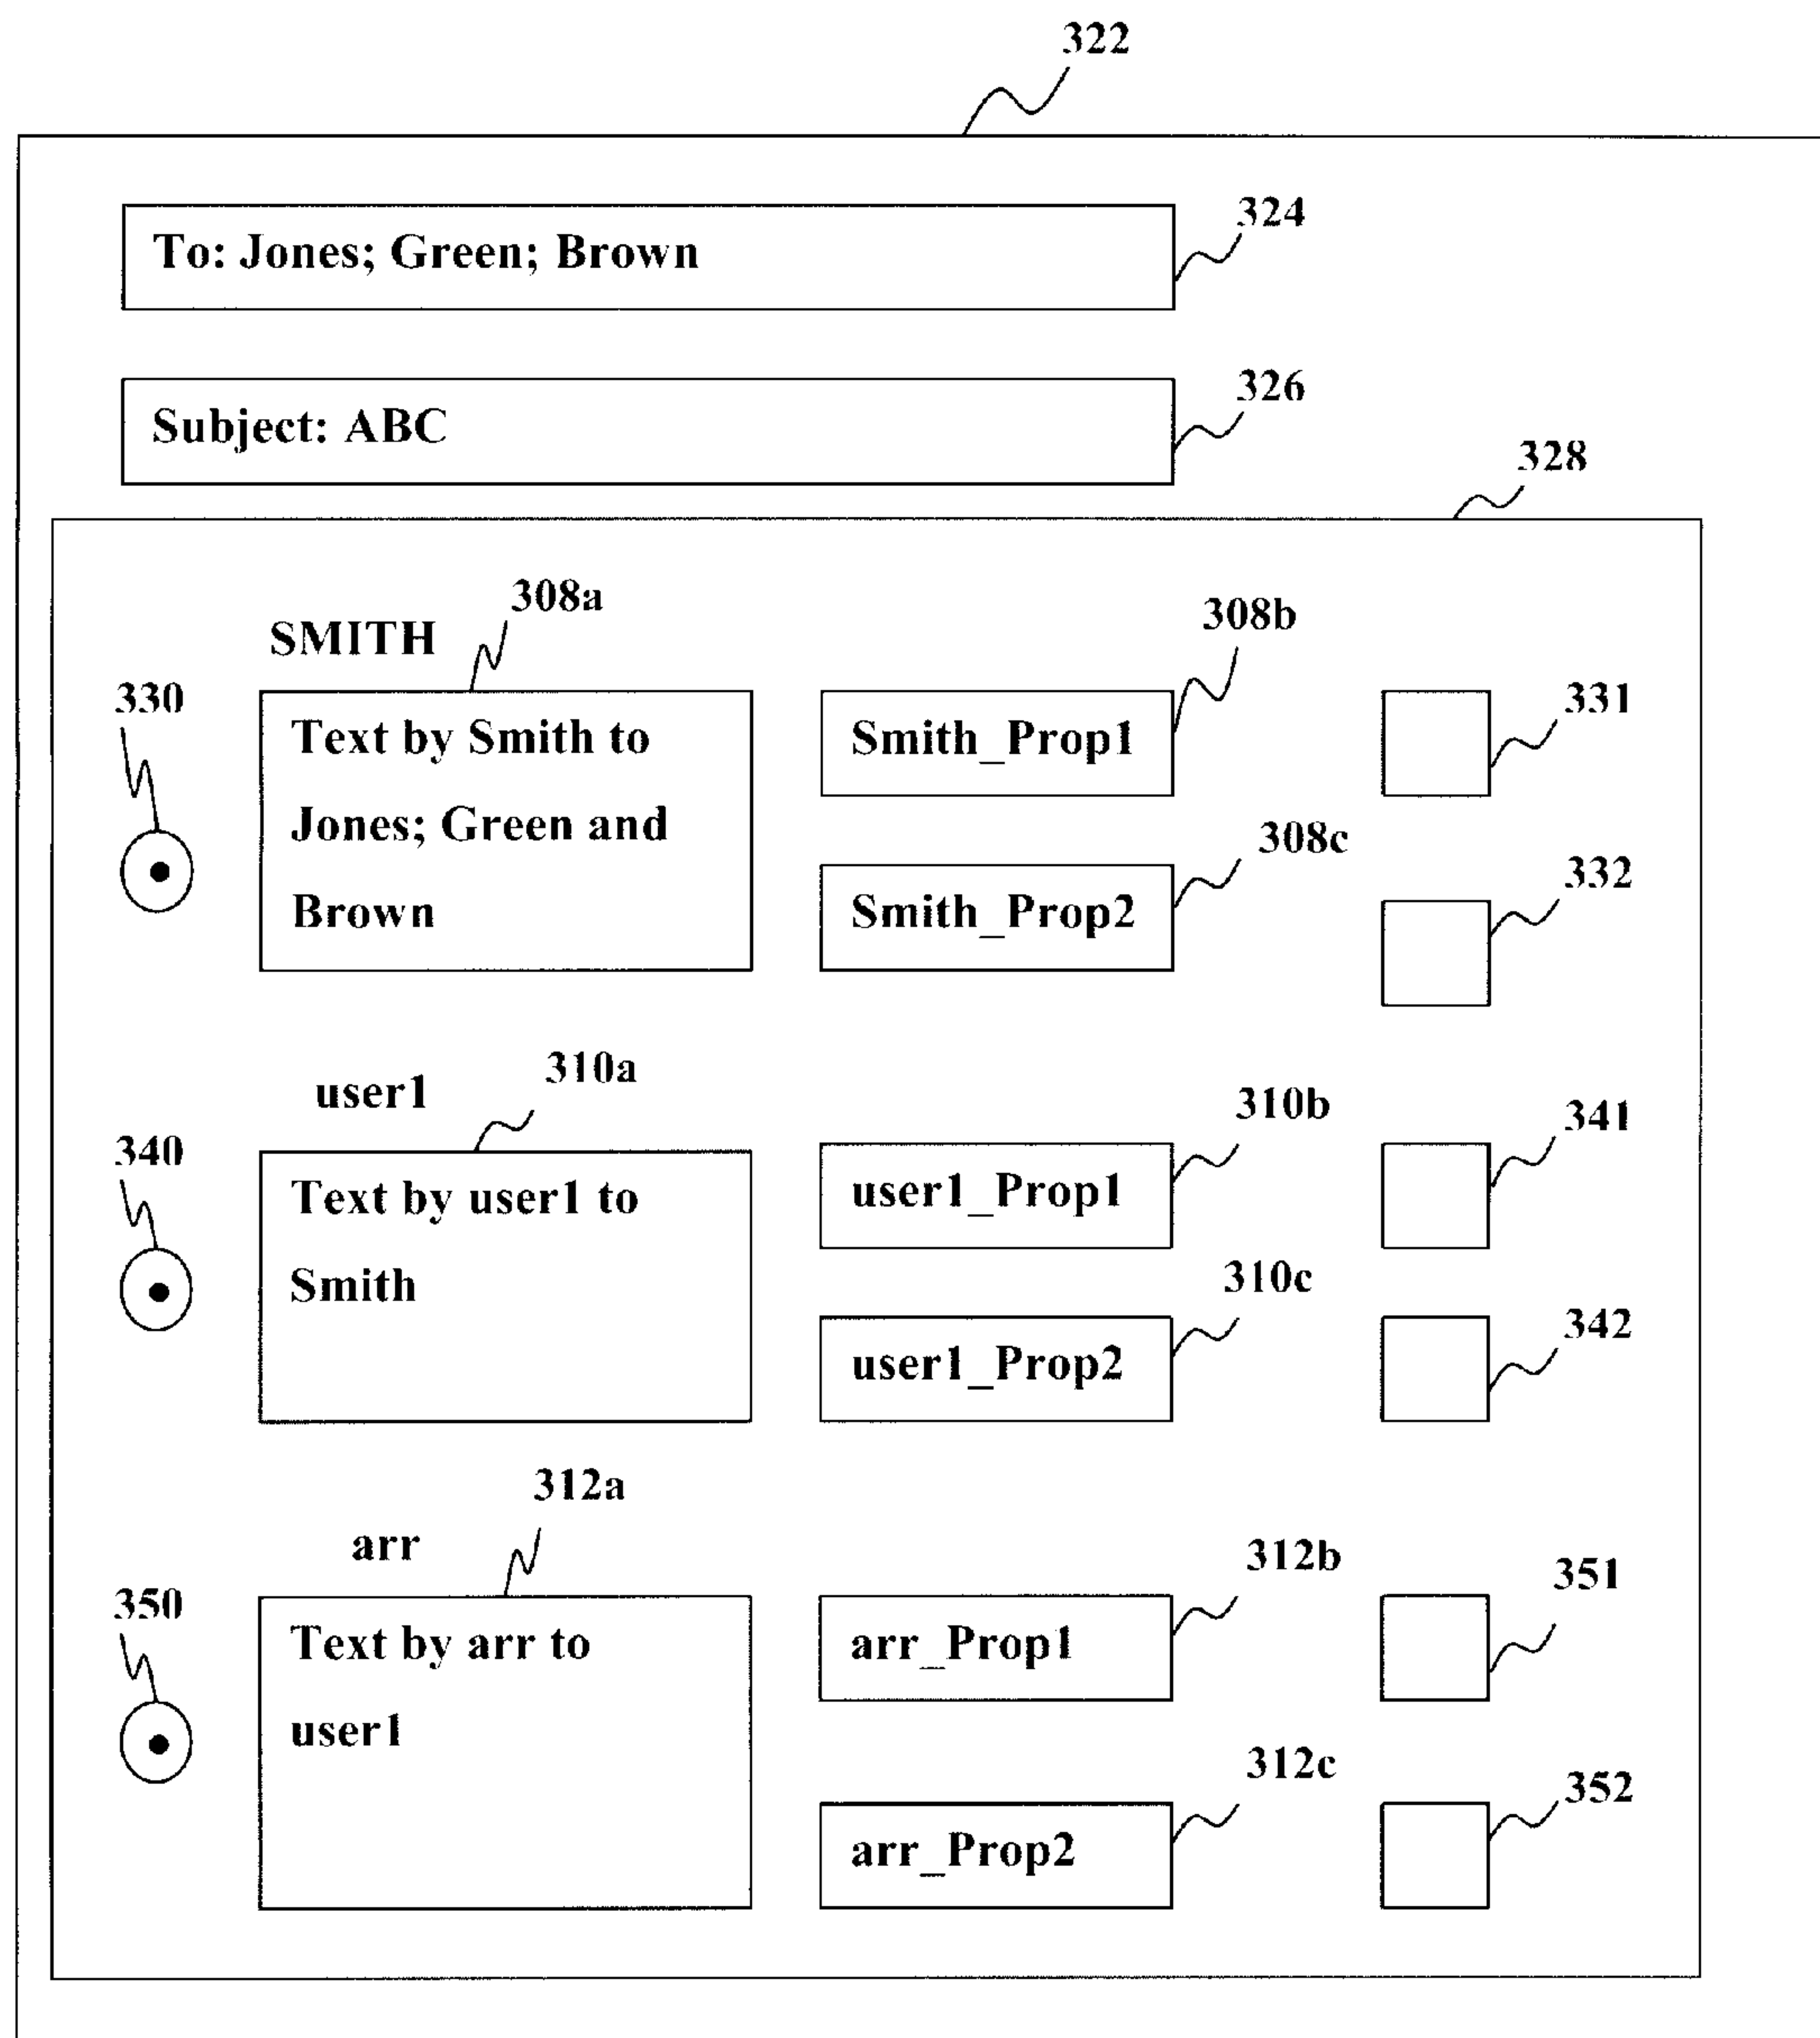 322
324
To: Jones; Green; Brown
326
Subject: ABC
328
308a
SMITH
308b
330
331
Text by Smith to
Smith_Prop1
Jones; Green and
308c
332
Brown
Smith_Prop2
310a
user1
310b
341
340
Text by user1 to
user1_Prop1
Smith
310c
342
user1_Prop2
312a
arr
312b
351
350
Text by arr to
arr_Prop1
user1
312c
352
arr_Prop2